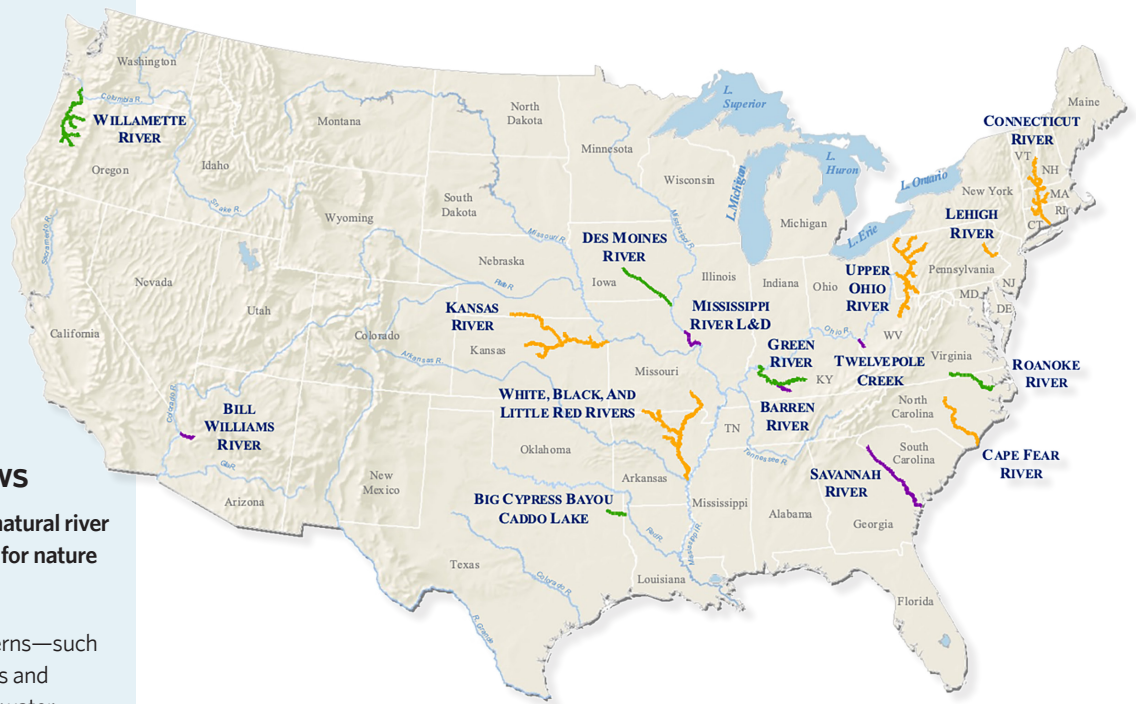 Washington
Columbia R.
WILLAMETTE
RIVER
Oregon
Idaho
Snake R.
Montana
North
Dakota
South
Dakota
Wyoming
Minnesota
Wisconsin
L.
Superior
L.
Huron
L. Michigan
Michigan
L. Ontario
L. Erie
Maine
CONNECTICUT
RIVER
VT
NH
MA
RI
CT
New York
LEHIGH
RIVER
Pennsylvania
NJ
MD
DE
UPPER
OHIO
RIVER
Ohio
Indiana
Illinois
Mississippi R.
DES MOINES
RIVER
Iowa
Missouri R.
Nebraska
Platte R.
Sacramento R.
Nevada
Utah
California
Colorado
KANSAS
RIVER
Kansas
Arkansas R.
MISSISSIPPI
RIVER L&D
Missouri
GREEN
RIVER
KY
Ohio R.
WV
TWELVEPOLE
CREEK
Virginia
ROANOKE
RIVER
BARREN
RIVER
TN
Tennessee R.
North
Carolina
CAPE FEAR
RIVER
South
Carolina
SAVANNAH
RIVER
WHITE, BLACK, AND
LITTLE RED RIVERS
Oklahoma
Arkansas
Colorado R.
BILL
WILLIAMS
RIVER
Gila R.
Arizona
New
Mexico
BIG CYPRESS BAYOU
CADDO LAKE
Mississippi
Alabama
Georgia
Red R.
Mississippi R.
Texas
Louisiana
Colorado R.
R. Grande
Florida
ws
natural river
for nature
erns—such
s and